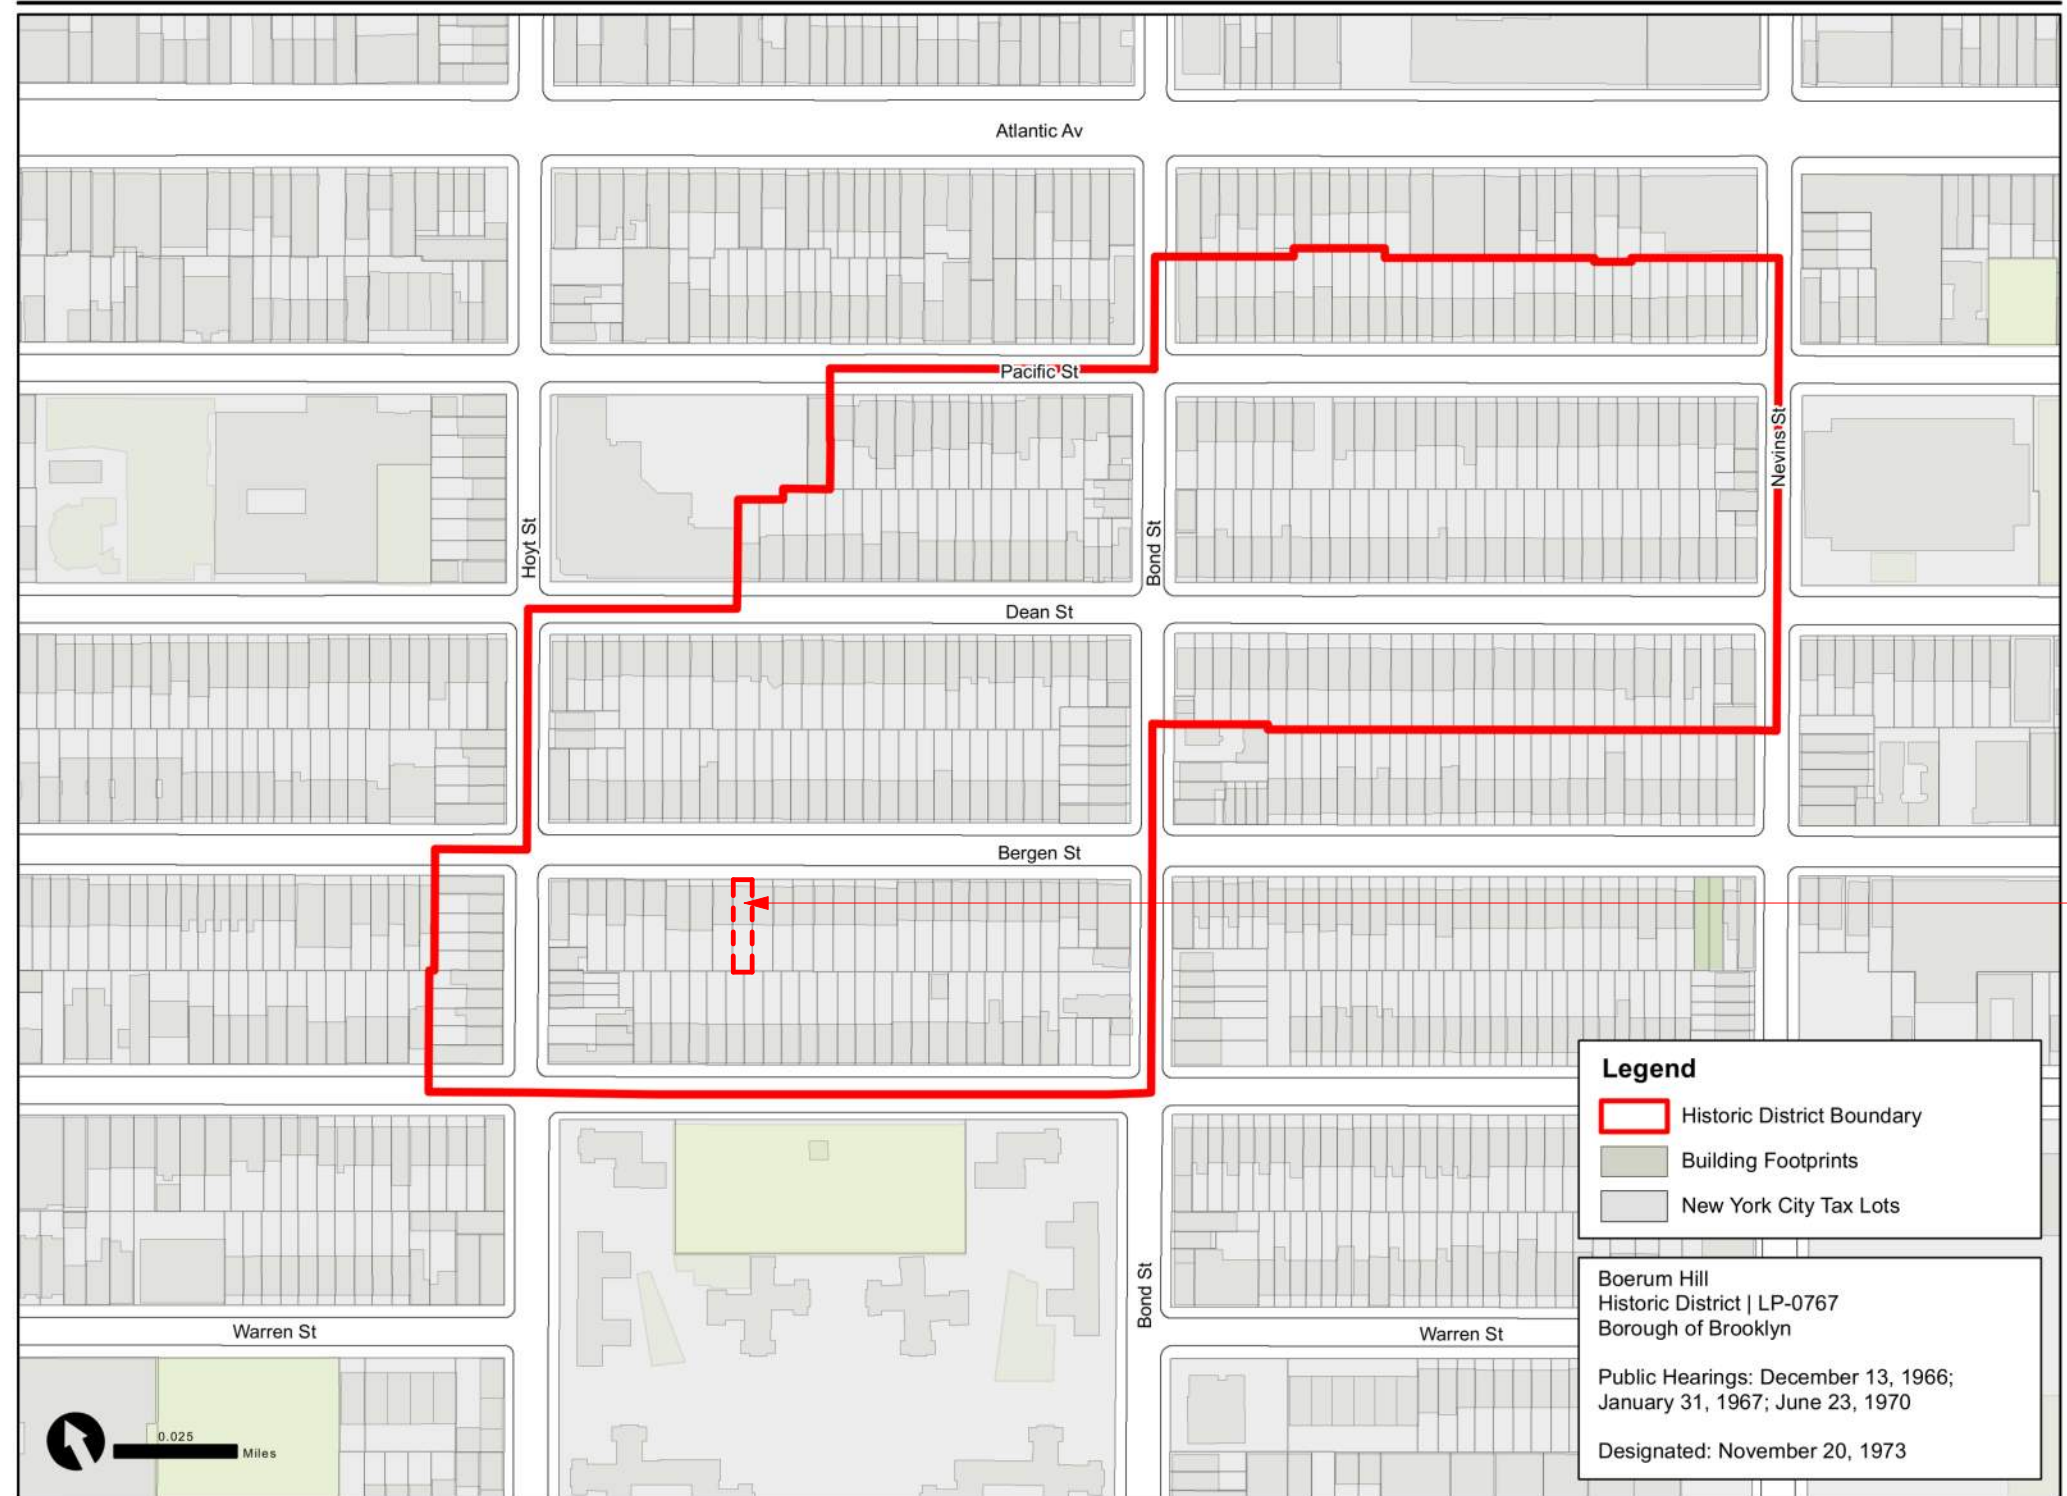 Atlantic Av
Pacific St
Nevins St
Hoyt St
Bond St
Dean St
Bergen St
Legend
Historic District Boundary
Building Footprints
New York City Tax Lots
Bond St
Warren St
Warren St
Boerum Hill
Historic District | LP-0767
Borough of Brooklyn
Public Hearings: December 13, 1966;
January 31, 1967; June 23, 1970
Designated: November 20, 1973
0.025
Miles